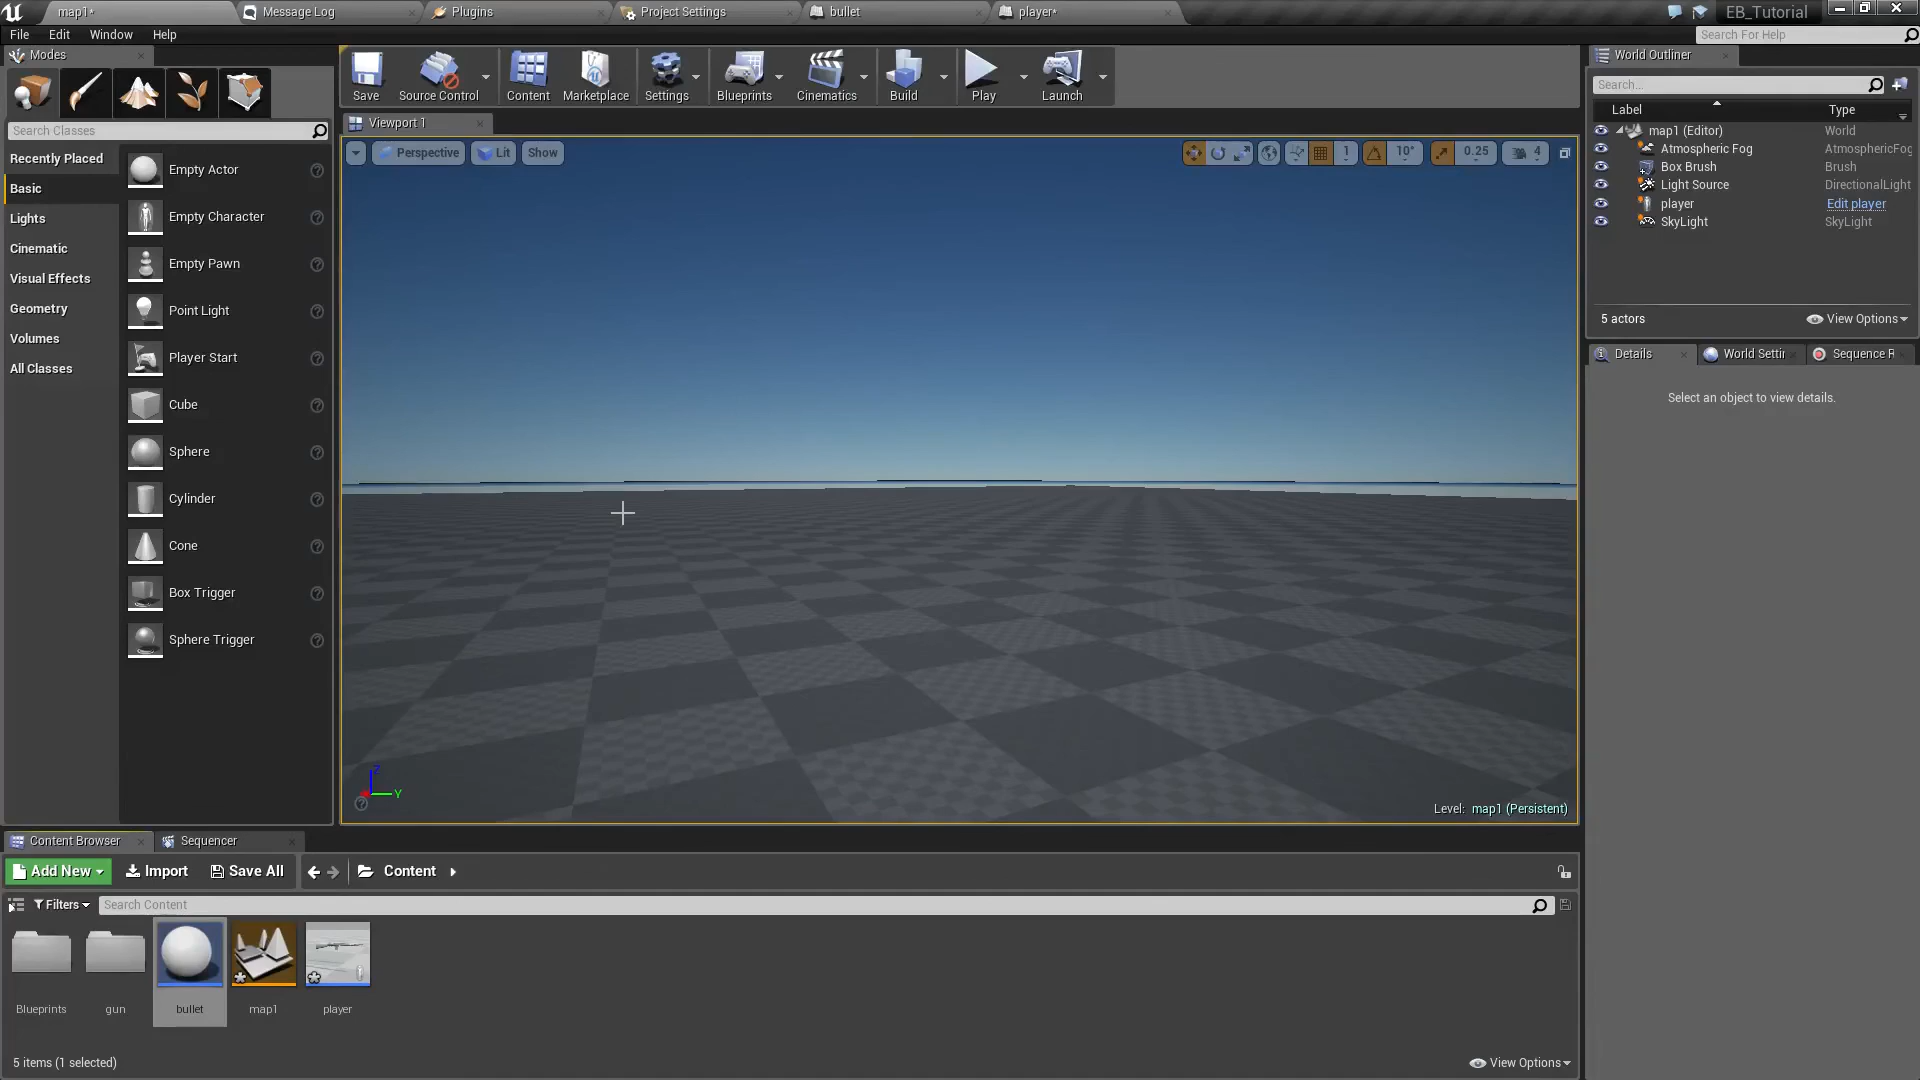 map1*
Message Log
Plugins
Project Settings
bullet
player*
EB_Tutorial
File
Edit
Window
Help
Search For Help
Modes
Save
Source Control
Content
Marketplace
Settings
Blueprints
Cinematics
Build
Play
Launch
World Outliner
Search...
Search Classes
Viewport 1
Label
Type
Perspective
Lit
Show
1
10°
0.25
4
Recently Placed
Basic
Lights
Cinematic
Visual Effects
Geometry
Volumes
All Classes
Empty Actor
Empty Character
Empty Pawn
Point Light
Player Start
Cube
Sphere
Cylinder
Cone
Box Trigger
Sphere Trigger
map1 (Editor)
World
Atmospheric Fog
AtmosphericFog
Box Brush
Brush
Light Source
DirectionalLight
player
Edit player
SkyLight
SkyLight
5 actors
View Options
Details
World Settin
Sequence R
Select an object to view details.
Z
Y
Level: map1 (Persistent)
Content Browser
Sequencer
Add New
Import
Save All
Content
Filters
Search Content
Blueprints
gun
bullet
map1
player
5 items (1 selected)
View Options